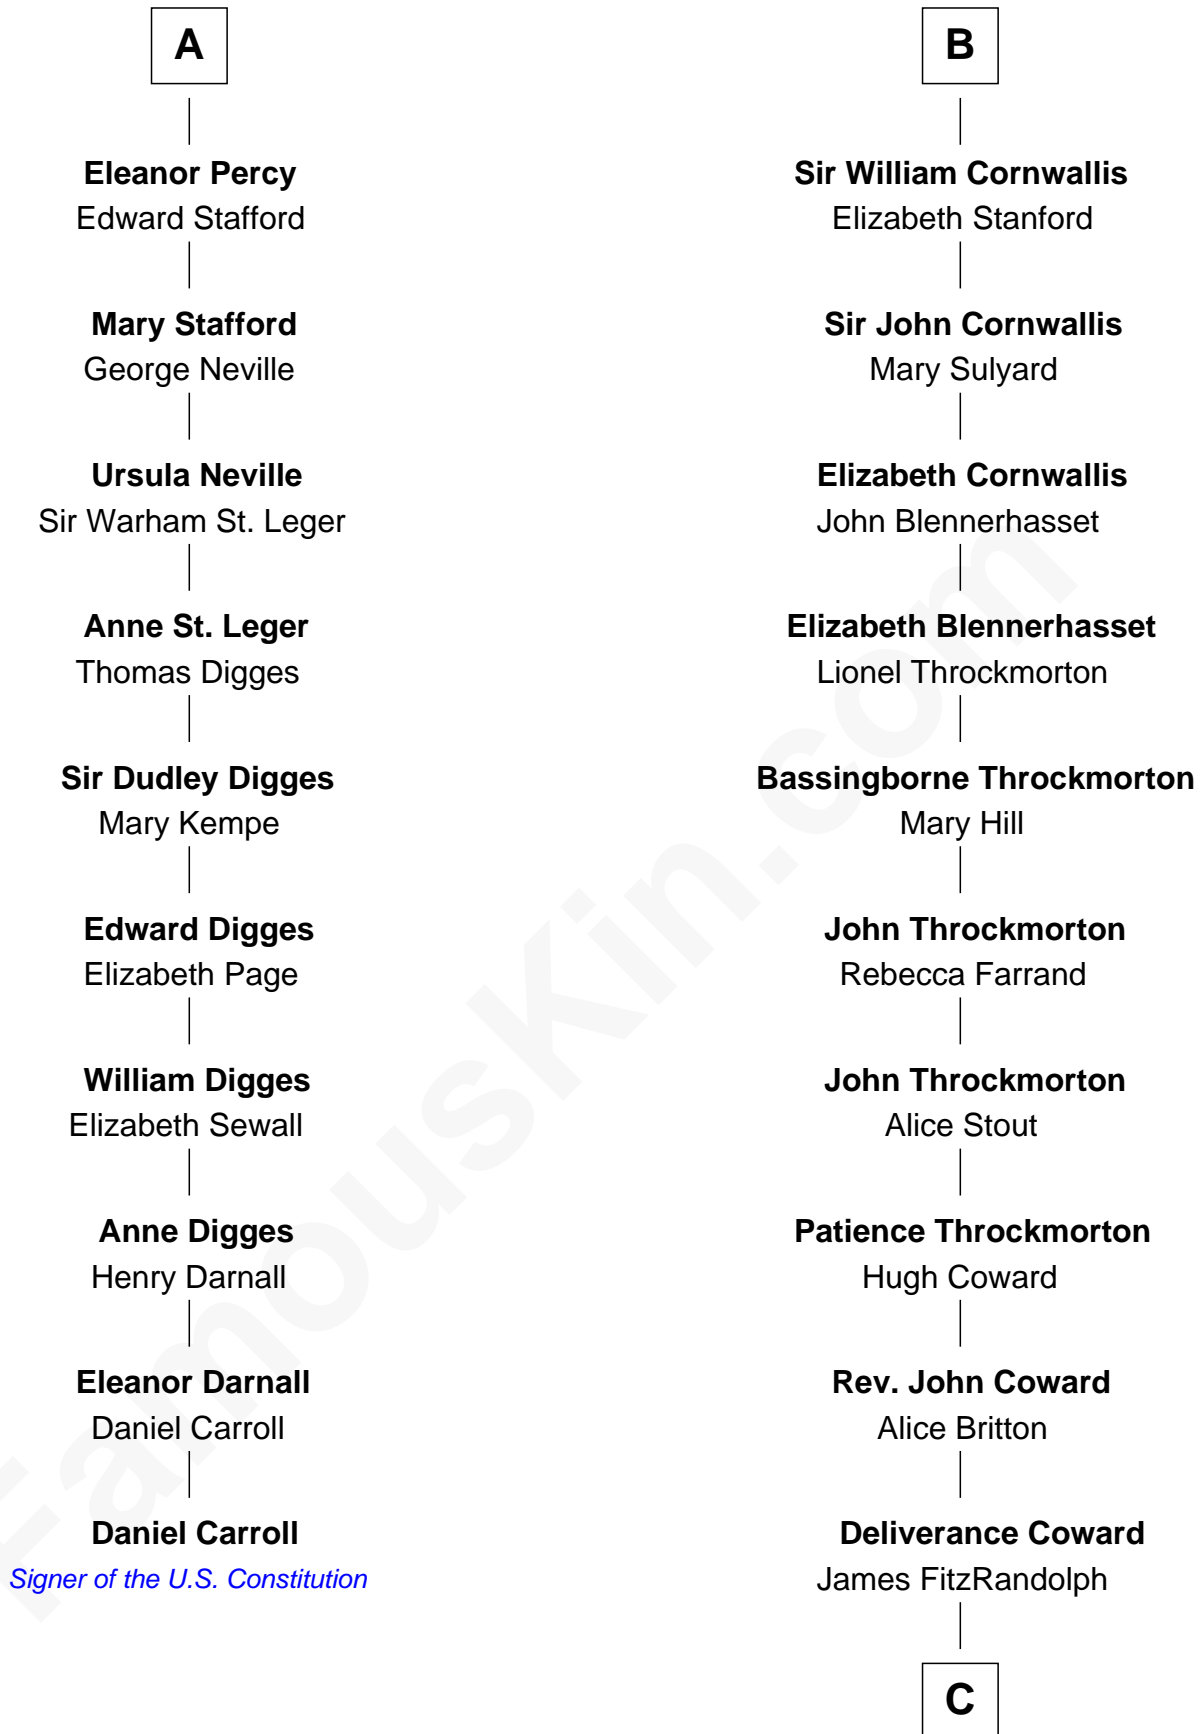 A
Eleanor Percy
Edward Stafford
Mary Stafford
George Neville
Ursula Neville
Sir Warham St. Leger
Anne St. Leger
Thomas Digges
Sir Dudley Digges
Mary Kempe
Edward Digges
Elizabeth Page
William Digges
Elizabeth Sewall
Anne Digges
Henry Darnall
Eleanor Darnall
Daniel Carroll
Daniel Carroll
Signer of the U.S. Constitution
B
Sir William Cornwallis
Elizabeth Stanford
Sir John Cornwallis
Mary Sulyard
Elizabeth Cornwallis
John Blennerhasset
Elizabeth Blennerhasset
Lionel Throckmorton
Bassingborne Throckmorton
Mary Hill
John Throckmorton
Rebecca Farrand
John Throckmorton
Alice Stout
Patience Throckmorton
Hugh Coward
Rev. John Coward
Alice Britton
Deliverance Coward
James FitzRandolph
C
FamousKin.com